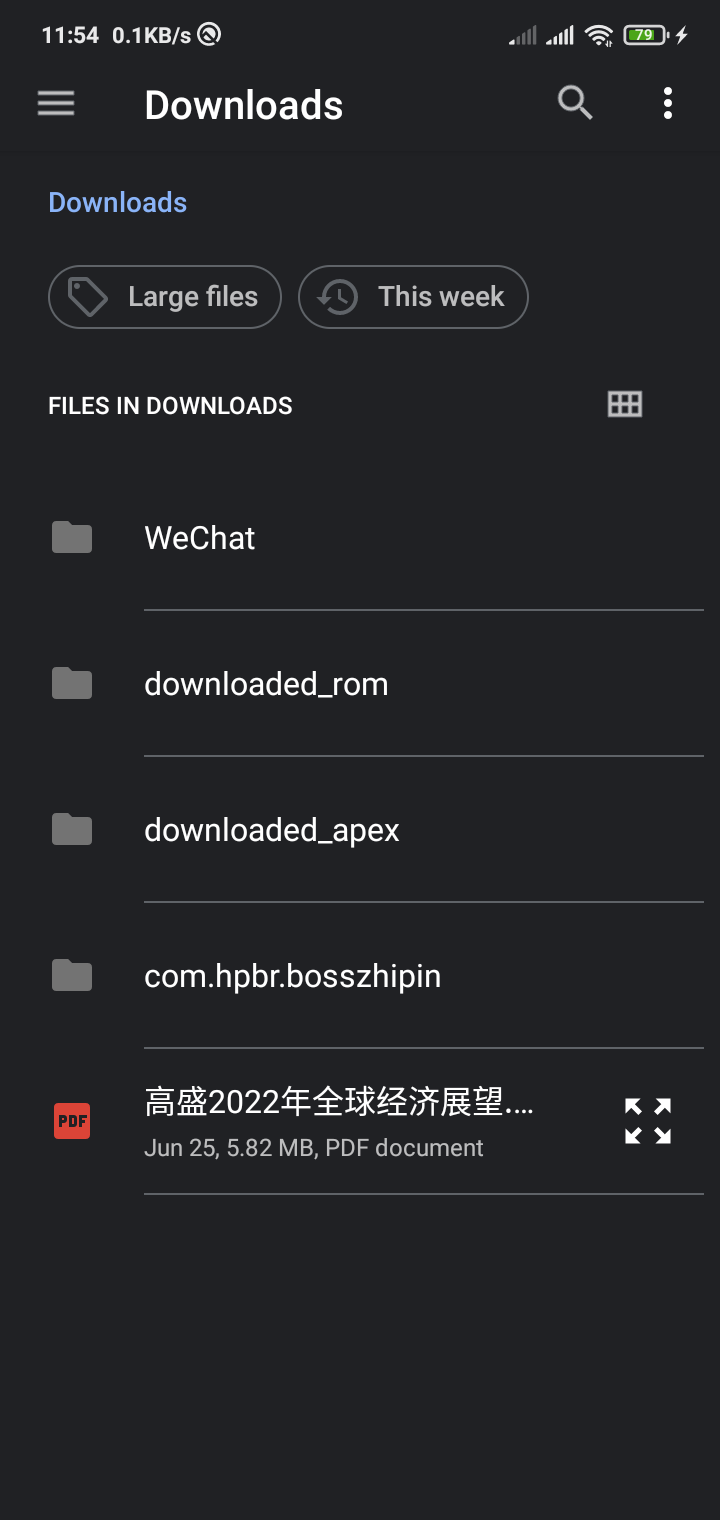 11:54 0.1KB/s 79
Downloads
Downloads
Large files This week
FILES IN DOWNLOADS
WeChat
downloaded_rom
downloaded_apex
com.hpbr.bosszhipin
高盛2022年全球经济展望.…
PDF
Jun 25, 5.82 MB, PDF document